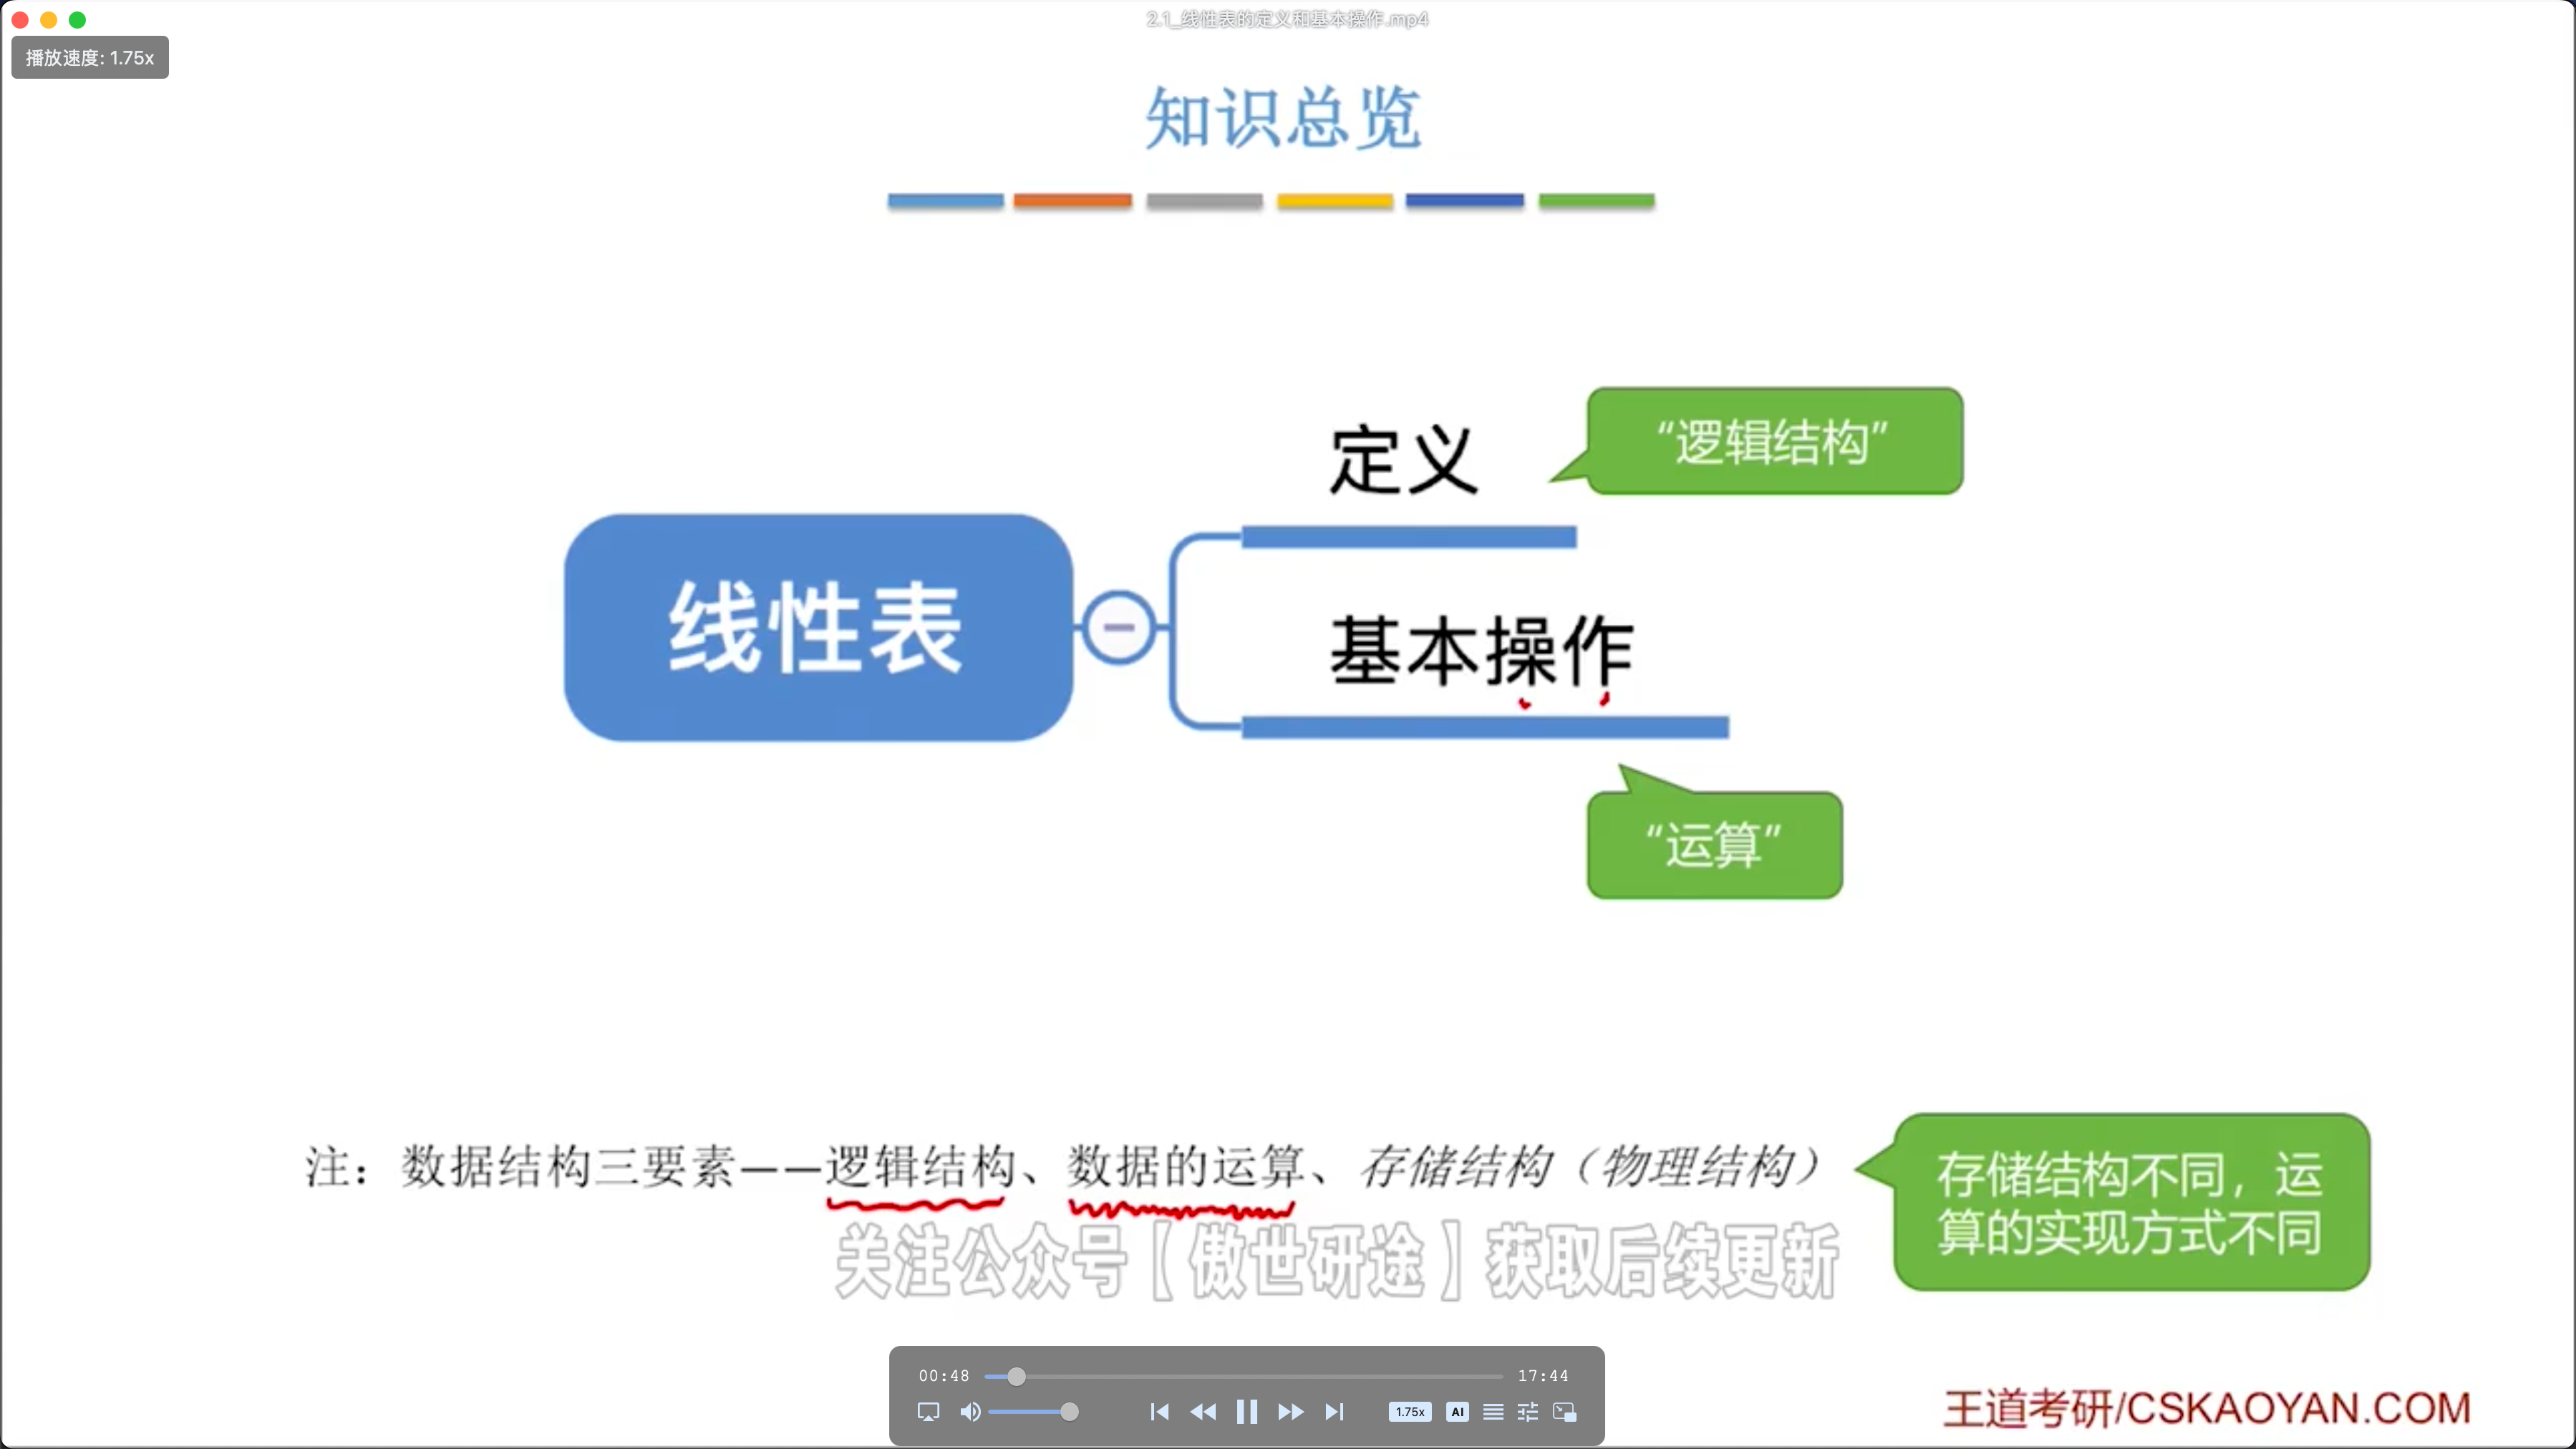 2.1_线性表的定义和基本操作.mp4
播放速度: 1.75x
知识总览
定义
“逻辑结构”
线性表
基本操作
“运算”
注：数据结构三要素——逻辑结构、数据的运算、存储结构（物理结构）
存储结构不同，运
算的实现方式不同
关注公众号【傲世研途】获取后续更新
00:48
17:44
1.75x
AI
王道考研/CSKAOYAN.COM